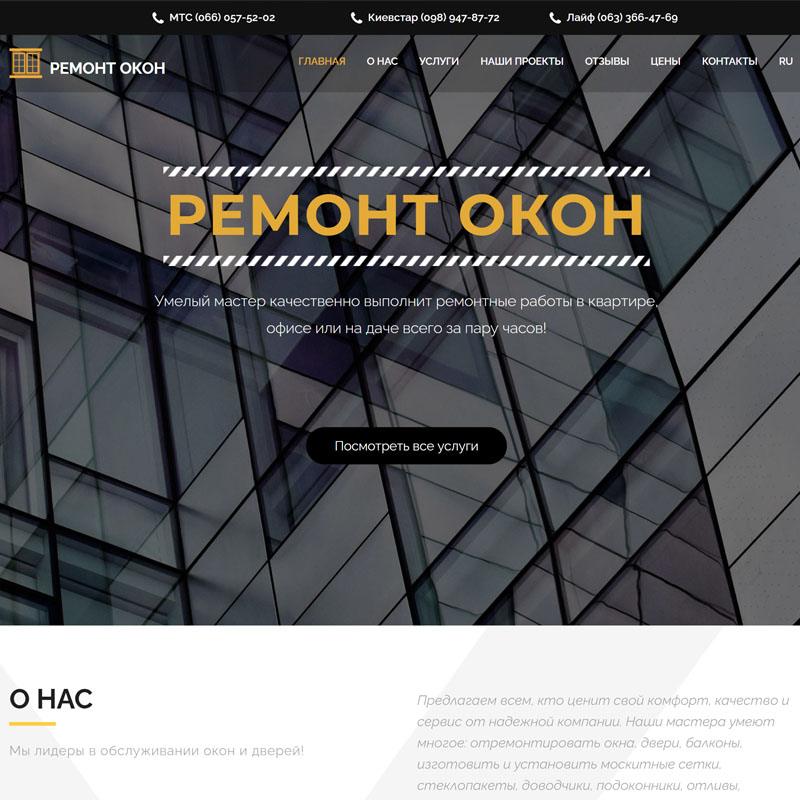 МТС (066) 057-52-02
Киевстар (098) 947-87-72
Лайф (063) 366-47-69
РЕМОНТ ОКОН
ГЛАВНАЯ
О НАС
УСЛУГИ
НАШИ ПРОЕКТЫ
ОТЗЫВЫ
ЦЕНЫ
КОНТАКТЫ
RU
РЕМОНТ ОКОН
Умелый мастер качественно выполнит ремонтные работы в квартире,
офисе или на даче всего за пару часов!
Посмотреть все услуги
О НАС
Мы лидеры в обслуживании окон и дверей!
Предлагаем всем, кто ценит свой комфорт, качество и
сервис от надежной компании. Наши мастера умеют
многое: отремонтировать окна, двери, балконы,
изготовить и установить москитные сетки,
стеклопакеты, доводчики, подоконники, отливы,